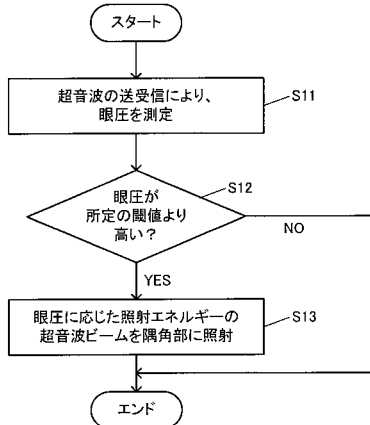 スタート
超音波の送受信により、
眼圧を測定
S11
眼圧が
所定の閾値より
高い？
S12
NO
YES
眼圧に応じた照射エネルギーの
超音波ビームを隅角部に照射
S13
エンド